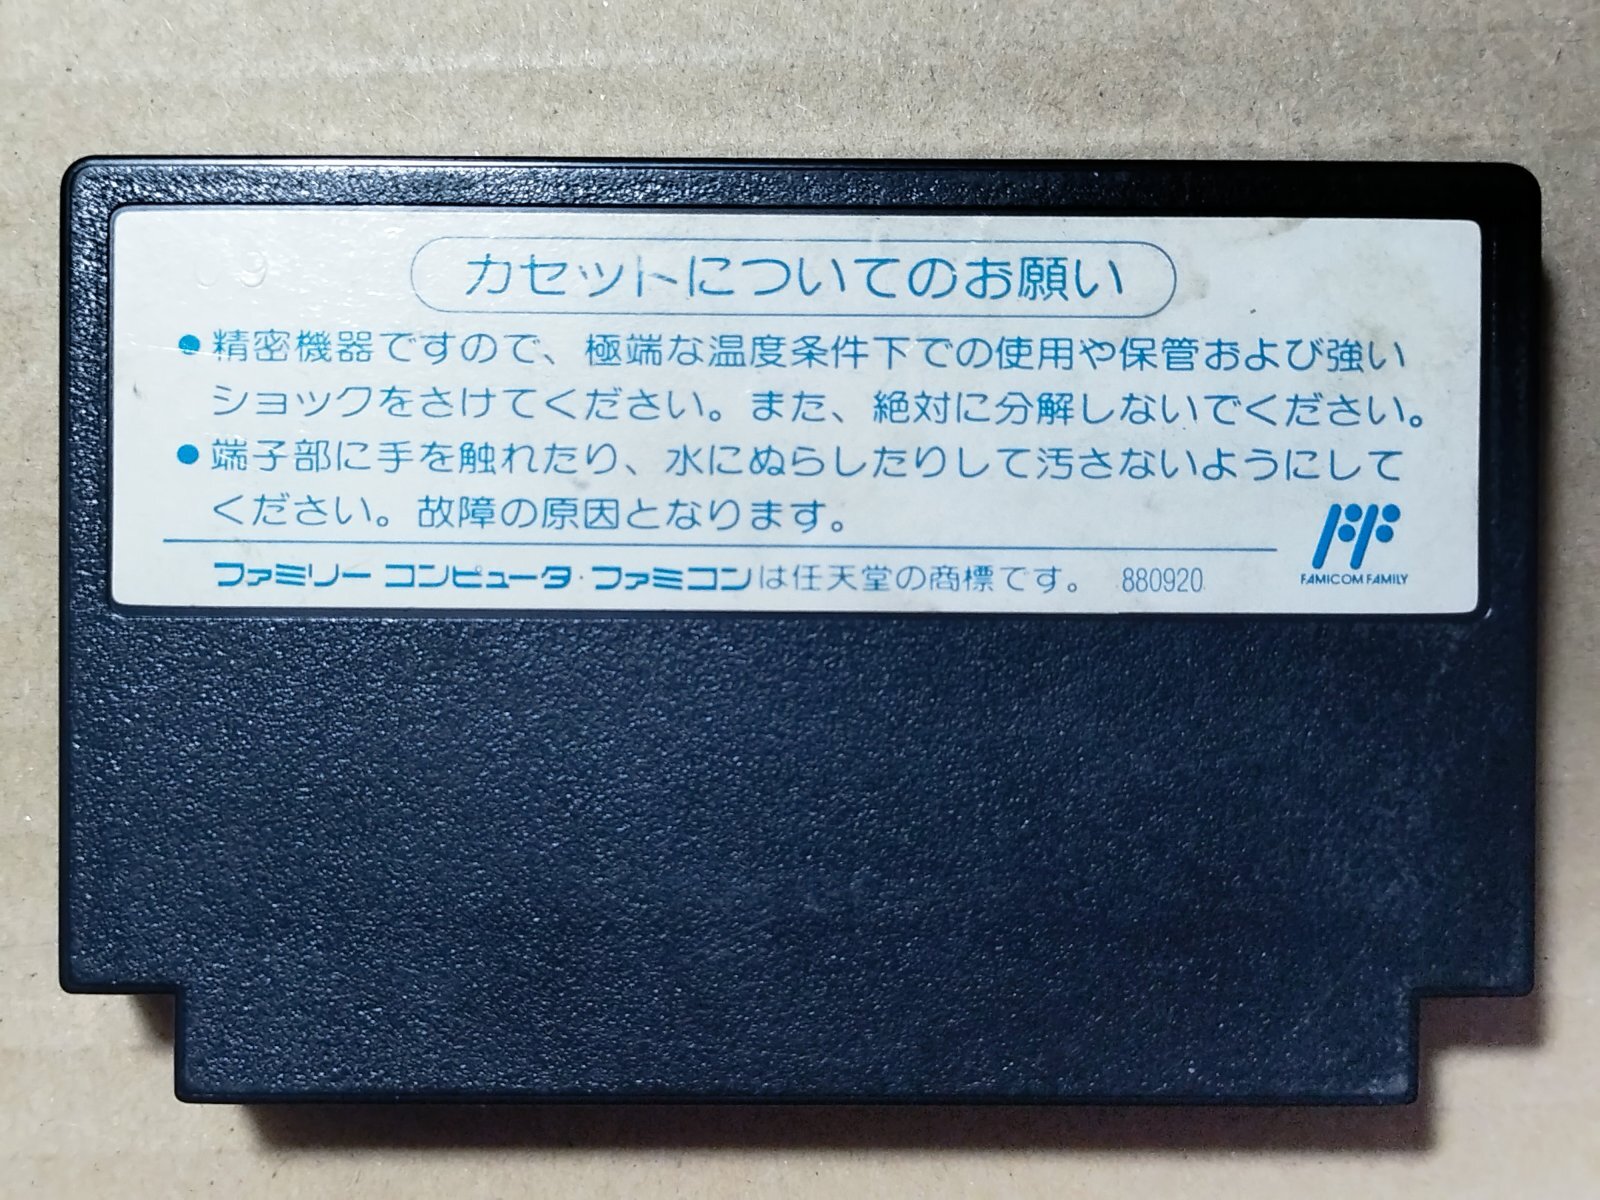 カセットについてのお願い
●精密機器ですので、極端な温度条件下での使用や保管および強い
ショックをさけてください。また、絶対に分解しないでください。
●端子部に手を触れたり、水にぬらしたりして汚さないようにして
ください。故障の原因となります。
ファミリー コンピュータ・ファミコンは任天堂の商標です。 880920
FAMICOM FAMILY